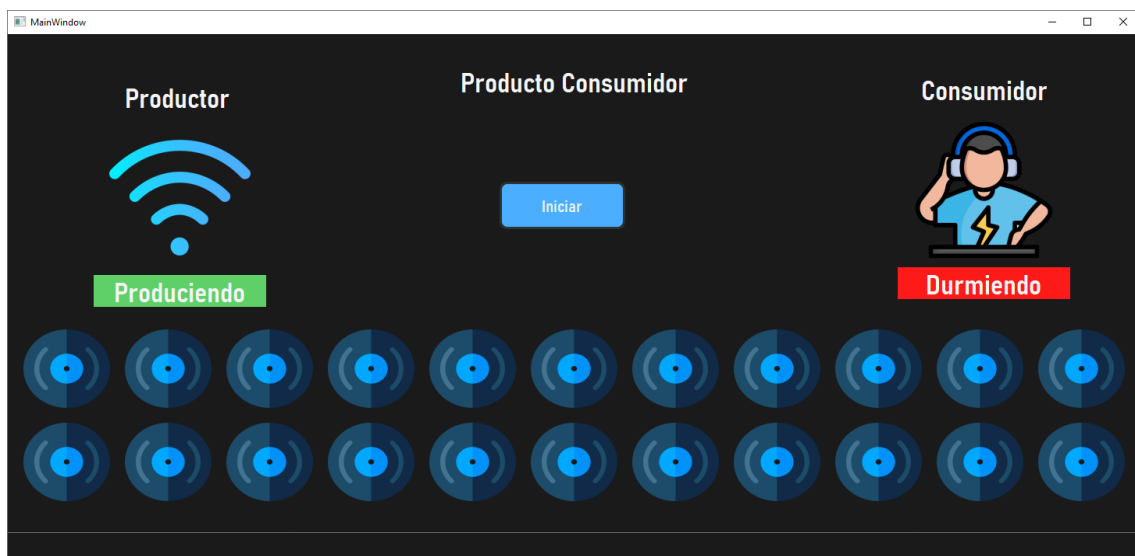 MainWindow
Producto Consumidor
Productor
Consumidor
Iniciar
Produciendo
Durmiendo